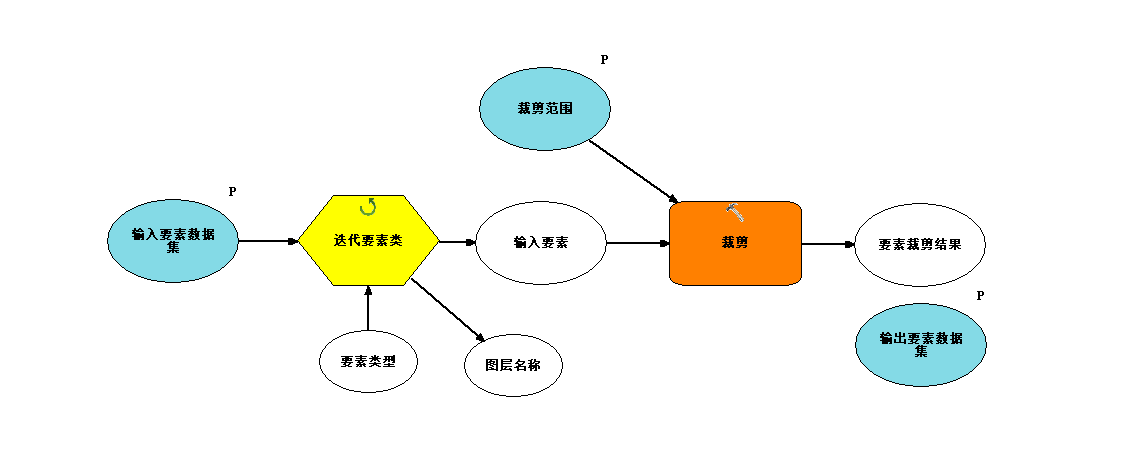 P
裁剪范围
P
输入要素数据
集
迭代要素类
输入要素
裁剪
要素裁剪结果
P
输出要素数据
集
要素类型
图层名称